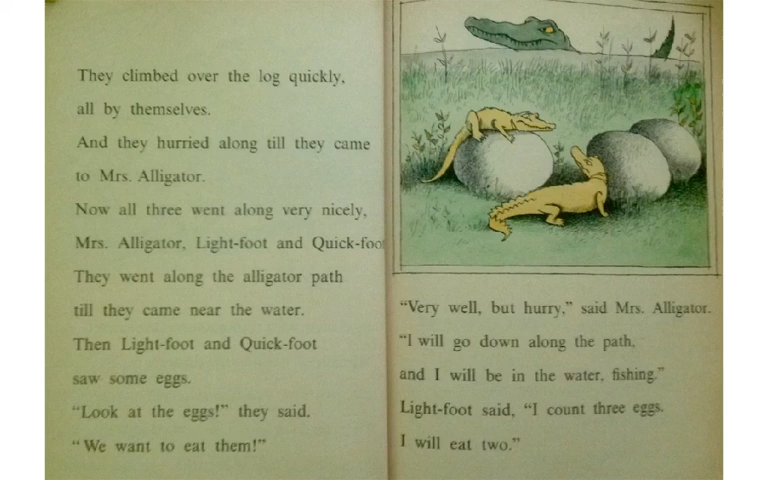 They climbed over the log quickly,
all by themselves.
And they hurried along till they came
to Mrs. Alligator.
Now all three went along very nicely,
Mrs. Alligator, Light-foot and Quick-foo
They went along the alligator path
till they came near the water.
Then Light-foot and Quick-foot
saw some eggs.
“Look at the eggs!” they said.
“We want to eat them!”
“Very well, but hurry,” said Mrs. Alligator.
“I will go down along the path,
and I will be in the water, fishing.”
Light-foot said, “I count three eggs.
I will eat two.”